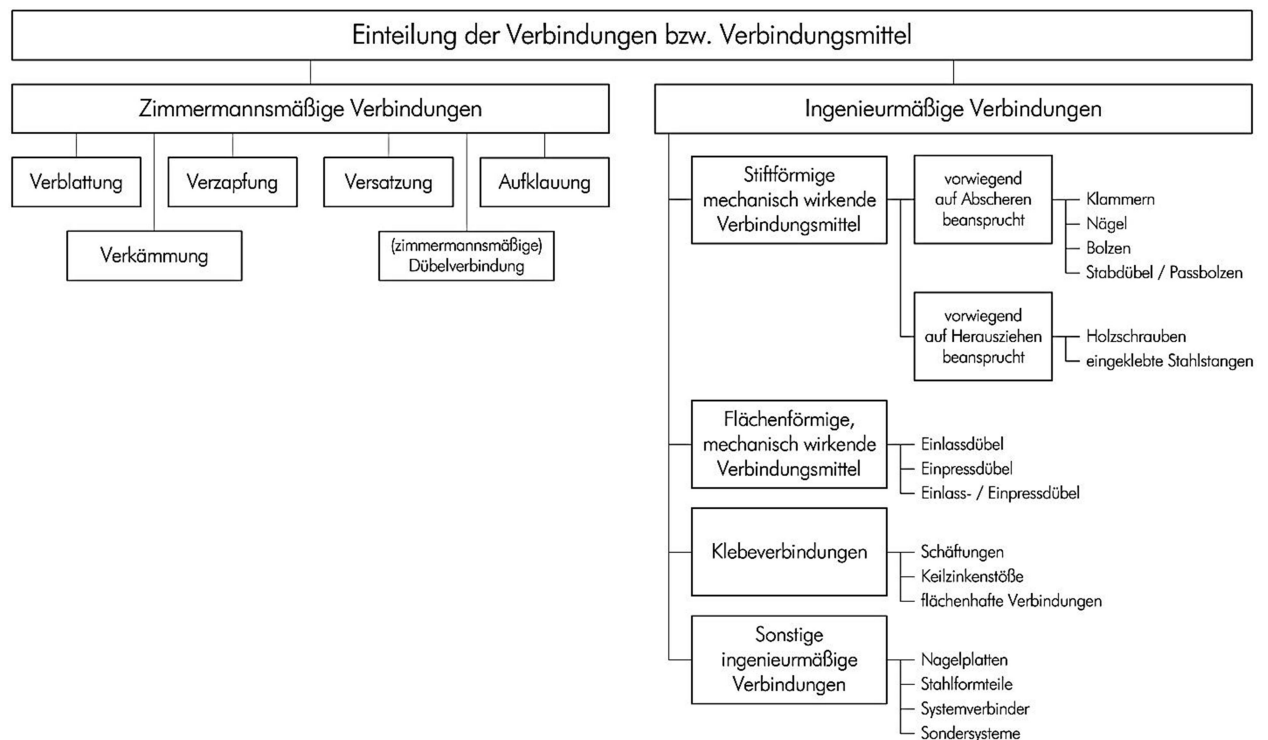 Einteilung der Verbindungen bzw. Verbindungsmittel
Zimmermannsmäßige Verbindungen
Verblattung
Verzapfung
Versatzung
Aufklauung
Verkämmung
(zimmermannsmäßige)
Dübelverbindung
Ingenieurmäßige Verbindungen
Stiftförmige
mechanisch wirkende
Verbindungsmittel
vorwiegend
auf Abscheren
beansprucht
Klammern
Nägel
Bolzen
Stabdübel / Passbolzen
vorwiegend
auf Herausziehen
beansprucht
Holzschrauben
eingeklebte Stahlstangen
Flächenförmige,
mechanisch wirkende
Verbindungsmittel
Einlassdübel
Einpressdübel
Einlass- / Einpressdübel
Klebeverbindungen
Schäftungen
Keilzinkenstöße
flächenhafte Verbindungen
Sonstige
ingenieurmäßige
Verbindungen
Nagelplatten
Stahlformteile
Systemverbinder
Sondersysteme